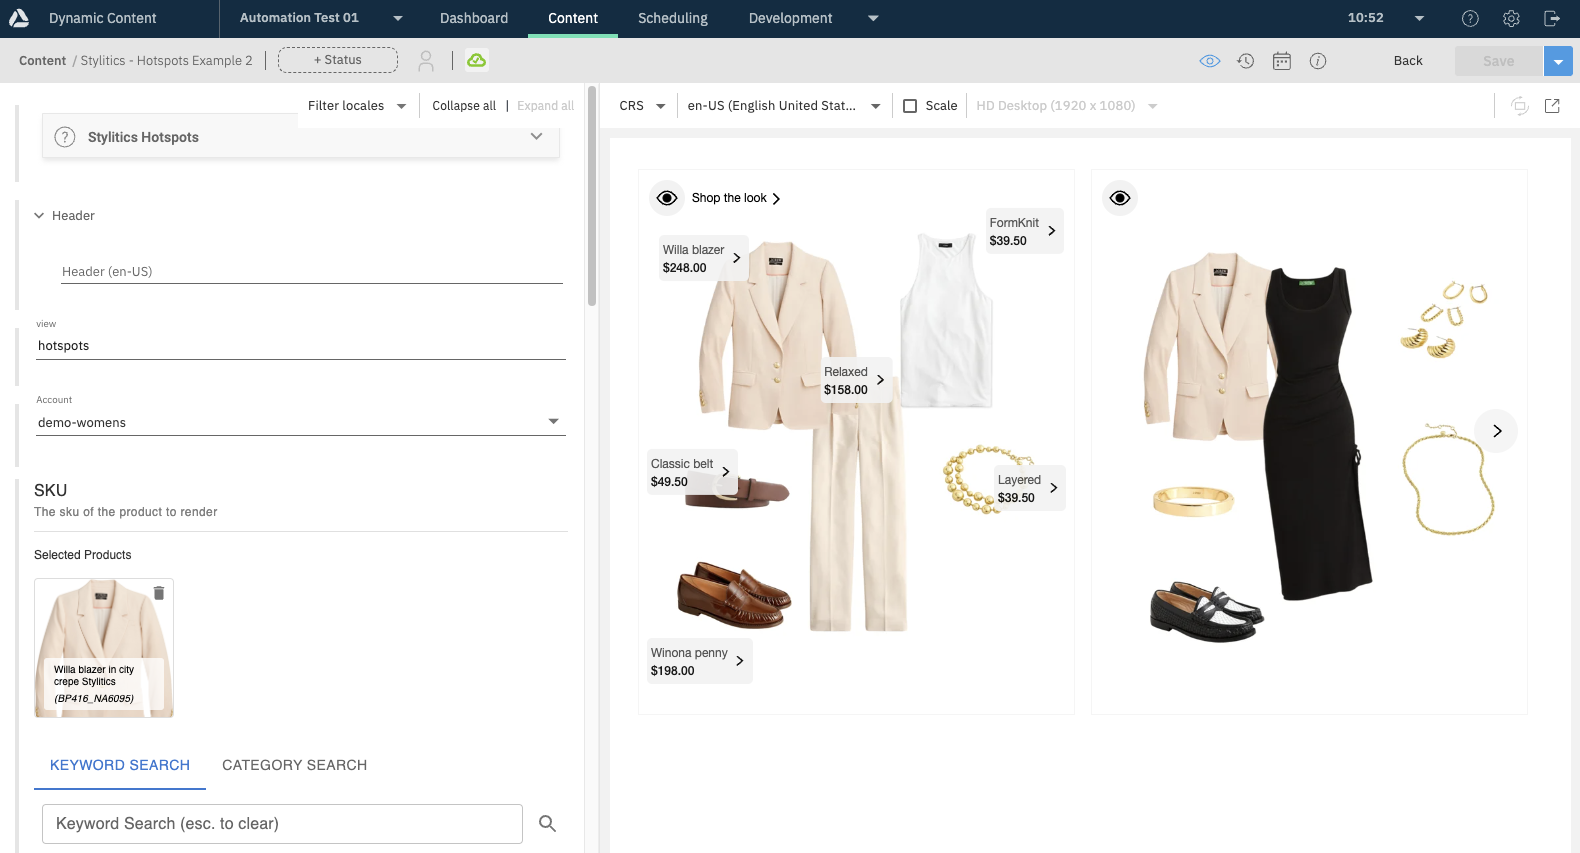 Dynamic Content
Automation Test 01
Dashboard
Content
Scheduling
Development
10:52
Content / Stylitics - Hotspots Example 2
+ Status
Back
Save
Filter locales
Collapse all | Expand all
CRS
en-US (English United Stat...
Scale
HD Desktop (1920 x 1080)
Stylitics Hotspots
Header
Header (en-US)
view
hotspots
Account
demo-womens
SKU
The sku of the product to render
Selected Products
Willa blazer in city
crepe Stylitics
(BP416_NA6095)
KEYWORD SEARCH
CATEGORY SEARCH
Keyword Search (esc. to clear)
Shop the look
FormKnit
$39.50
Willa blazer
$248.00
Relaxed
$158.00
Classic belt
$49.50
Layered
$39.50
Winona penny
$198.00